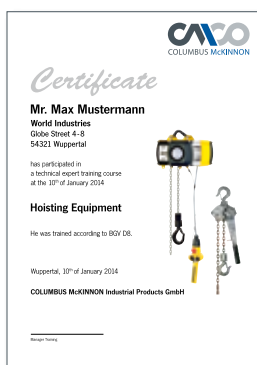 CMCO
COLUMBUS McKINNON
Certificate
Mr. Max Mustermann
World Industries
Globe Street 4-8
54321 Wuppertal
has participated in
a technical expert training course
at the 10th of January 2014
Hoisting Equipment
He was trained according to BGV D8.
Wuppertal, 10th of January 2014
COLUMBUS McKINNON Industrial Products GmbH
Manager Training